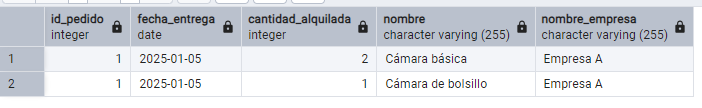 id_pedido fecha_entrega cantidad_alquilada nombre nombre_empresa
integer date integer character varying (255) character varying (255)
1 1 2025-01-05 2 Cámara básica Empresa A
2 1 2025-01-05 1 Cámara de bolsillo Empresa A